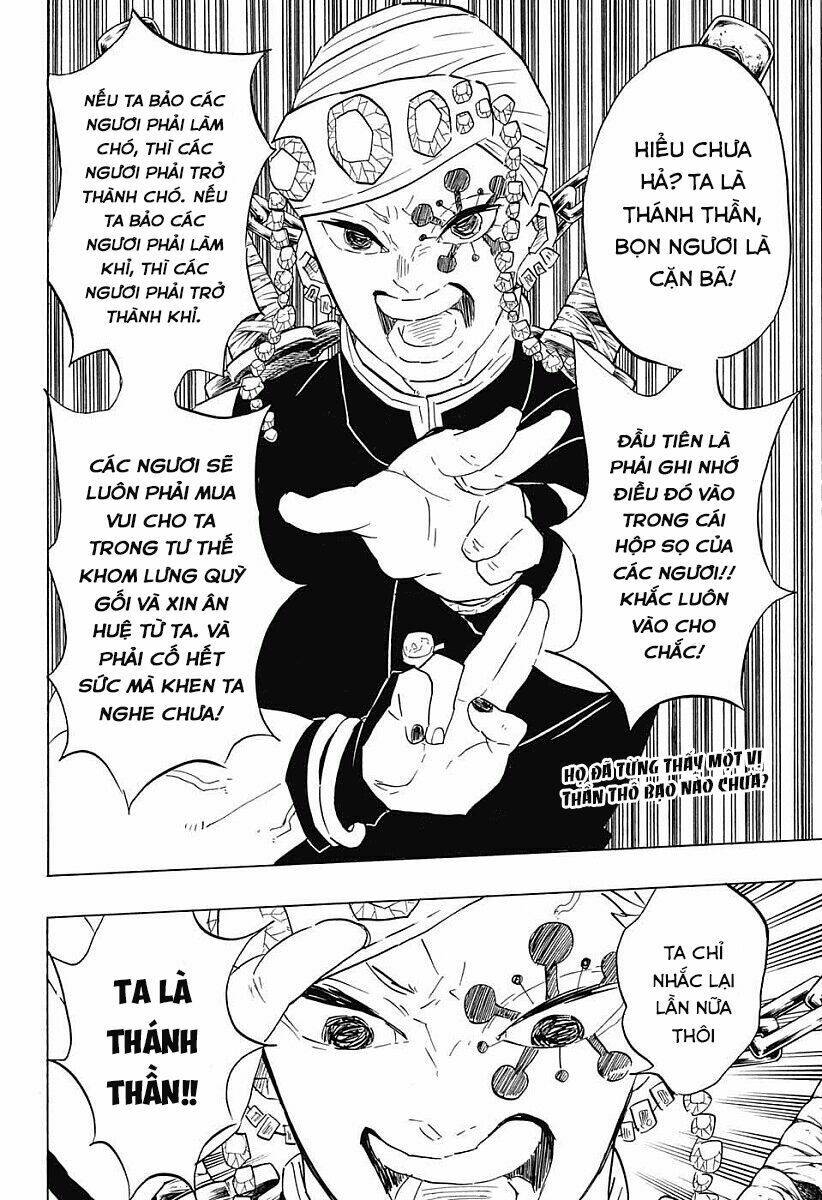 HIỂU CHƯA
HẢ? TA LÀ
THÁNH THẦN,
BỌN NGƯƠI LÀ
CẶN BÃ!
ĐẦU TIÊN LÀ
PHẢI GHI NHỚ
ĐIỀU ĐÓ VÀO
TRONG CÁI
HỘP SỌ CỦA
CÁC NGƯƠI!!
KHẮC LUÔN
VÀO CHO
CHẮC!
NẾU TA BẢO CÁC
NGƯƠI PHẢI LÀM
CHÓ, THÌ CÁC
NGƯƠI PHẢI TRỞ
THÀNH CHÓ. NẾU
TA BẢO CÁC
NGƯƠI PHẢI LÀM
KHỈ, THÌ CÁC
NGƯƠI PHẢI TRỞ
THÀNH KHỈ.
CÁC NGƯƠI SẼ
LUÔN PHẢI MUA
VUI CHO TA
TRONG TƯ THẾ
KHOM LƯNG QUỲ
GỐI VÀ XIN ÂN
HUỆ TỪ TA. VÀ
PHẢI CỐ HẾT
SỨC MÀ KHEN TA
NGHE CHƯA!
HỌ ĐÃ TỪNG THẤY MỘT VỊ
THẦN THÔ BẠO NÀO CHƯA?
TA CHỈ
NHẮC LẠI
LẦN NỮA
THÔI
TA LÀ
THÁNH
THẦN!!